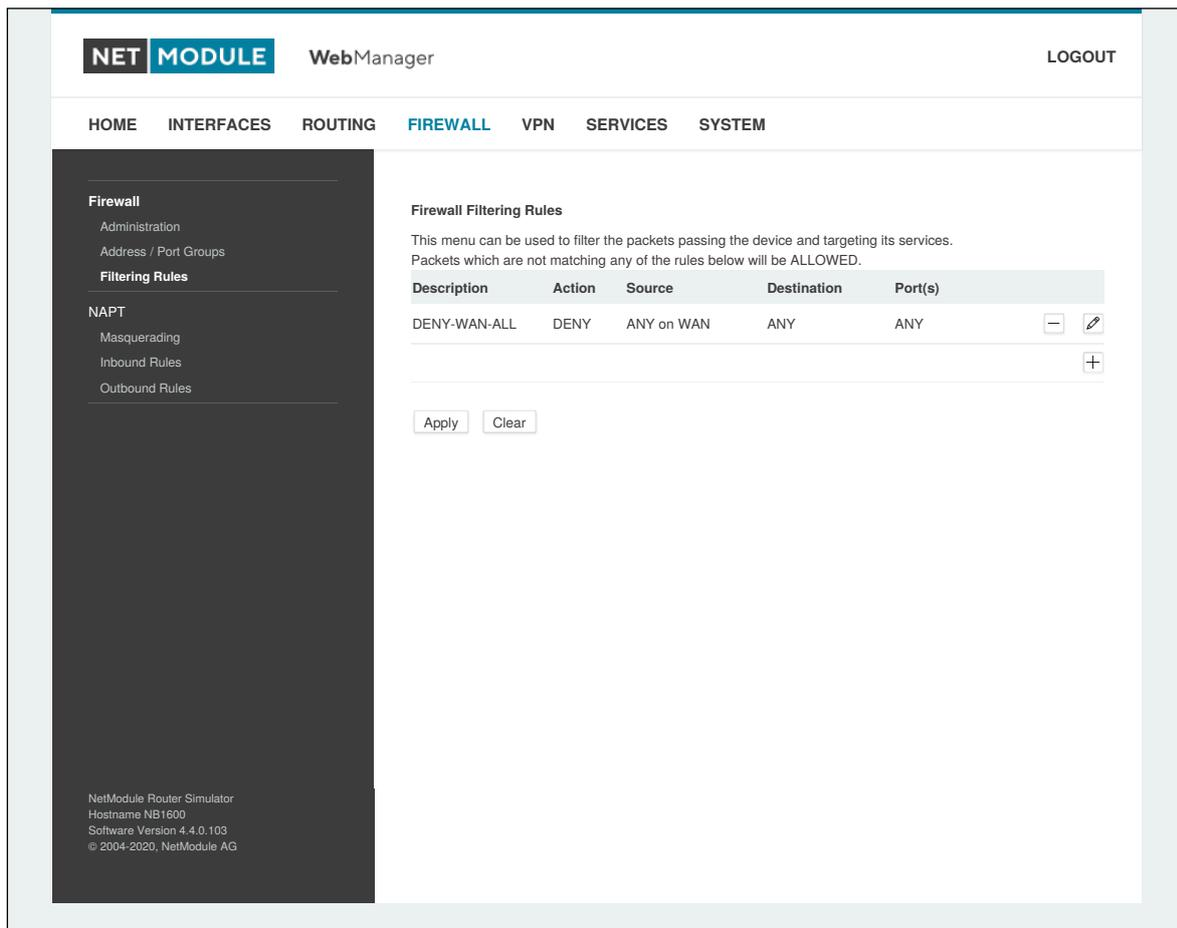 NET MODULE WebManager LOGOUT
HOME INTERFACES ROUTING FIREWALL VPN SERVICES SYSTEM
Firewall
Administration
Address / Port Groups
Filtering Rules
NAPT
Masquerading
Inbound Rules
Outbound Rules
Firewall Filtering Rules
This menu can be used to filter the packets passing the device and targeting its services.
Packets which are not matching any of the rules below will be ALLOWED.
Description Action Source Destination Port(s)
DENY-WAN-ALL DENY ANY on WAN ANY ANY
Apply Clear
NetModule Router Simulator
Hostname NB1600
Software Version 4.4.0.103
© 2004-2020, NetModule AG